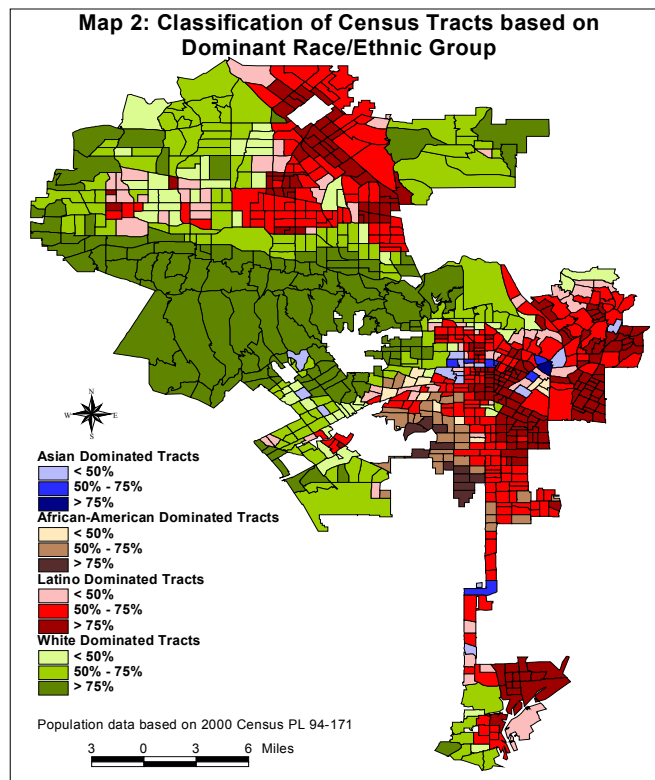 Map 2: Classification of Census Tracts based on
Dominant Race/Ethnic Group
N
W E
S
Asian Dominated Tracts
< 50%
50% - 75%
> 75%
African-American Dominated Tracts
< 50%
50% - 75%
> 75%
Latino Dominated Tracts
< 50%
50% - 75%
> 75%
White Dominated Tracts
< 50%
50% - 75%
> 75%
Population data based on 2000 Census PL 94-171
3 0 3 6 Miles